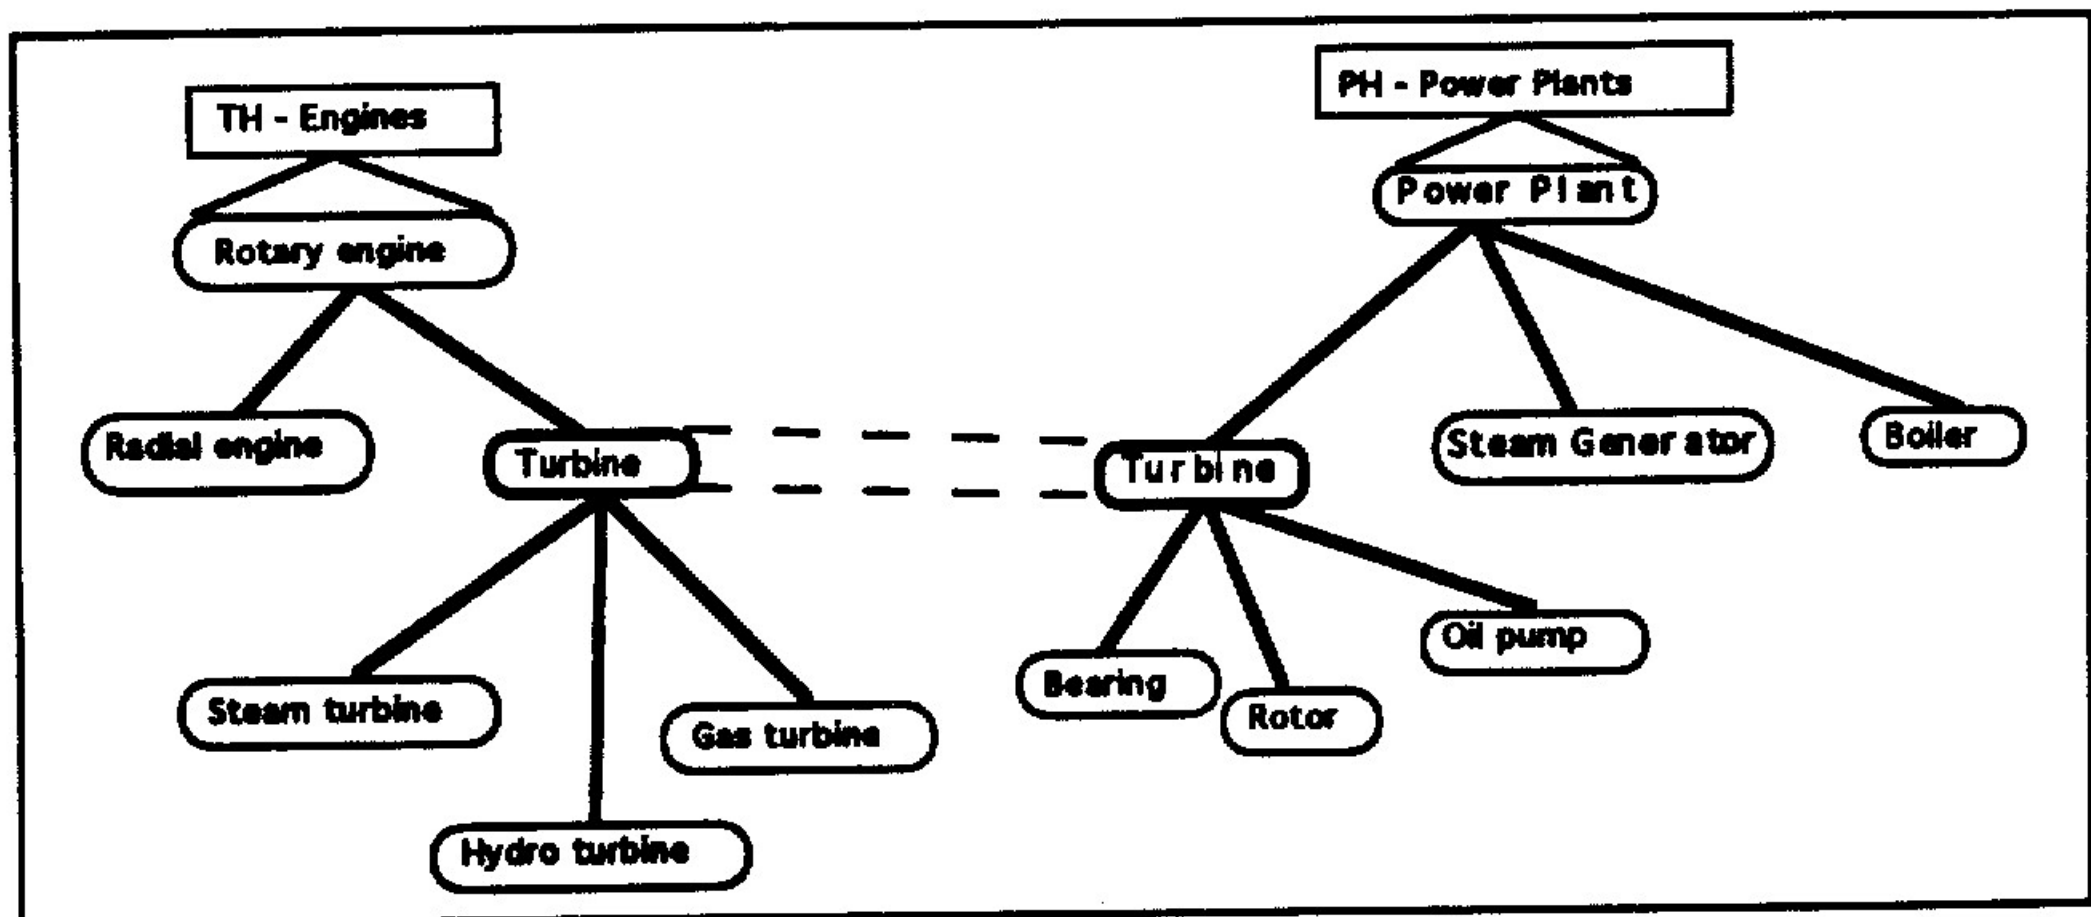 PH - Power Plants
TH - Engines
Power Plant
Rotary engine
Radial engine
Turbine
Turbine
Steam Generator
Boiler
Steam turbine
Gas turbine
Hydro turbine
Bearing
Rotor
Oil pump